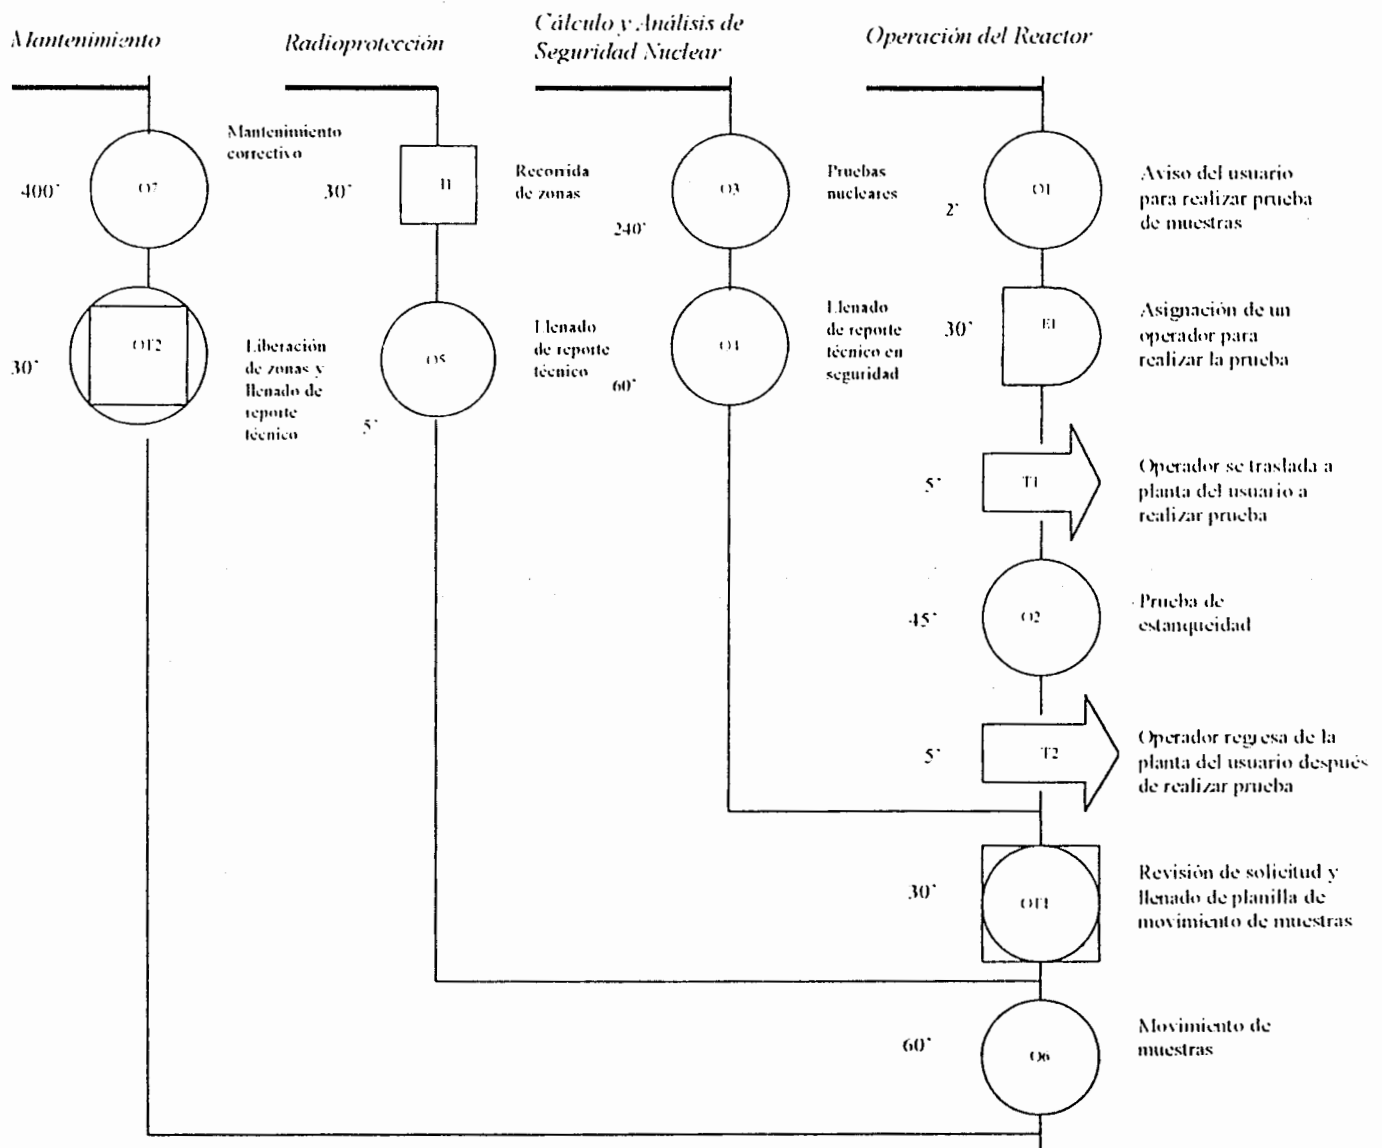 Mantenimiento
Radioprotección
Cálculo y Análisis de
Seguridad Nuclear
Operación del Reactor
400'
O7
Mantenimiento
correctivo
30'
OT2
Liberación
de zonas y
llenado de
reporte
técnico
30'
I1
Recorrida
de zonas
5'
O5
Llenado
de reporte
técnico
240'
O3
Pruebas
nucleares
60'
O4
Llenado
de reporte
técnico en
seguridad
2'
O1
Aviso del usuario
para realizar prueba
de muestras
30'
E1
Asignación de un
operador para
realizar la prueba
5'
T1
Operador se traslada a
planta del usuario a
realizar prueba
45'
O2
Prueba de
estanqueidad
5'
T2
Operador regresa de la
planta del usuario después
de realizar prueba
30'
OT1
Revisión de solicitud y
llenado de planilla de
movimiento de muestras
60'
O6
Movimiento de
muestras